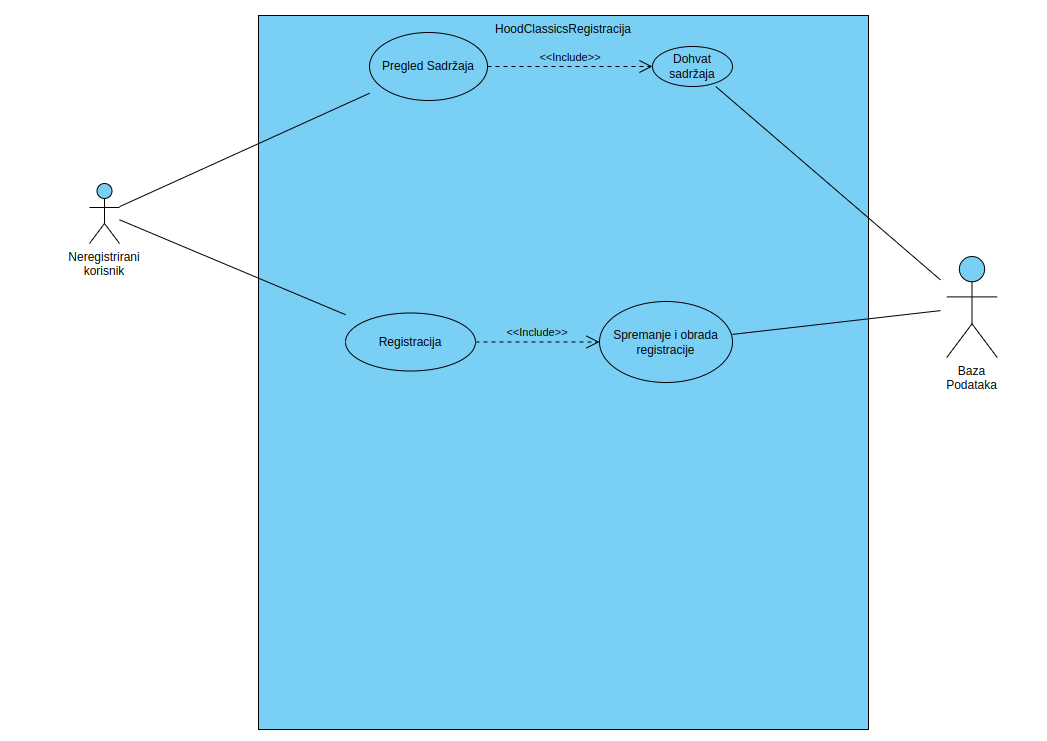 HoodClassicsRegistracija
Pregled Sadržaja
<<Include>>
Dohvat
sadržaja
Neregistrirani
korisnik
Registracija
<<Include>>
Spremanje i obrada
registracije
Baza
Podataka